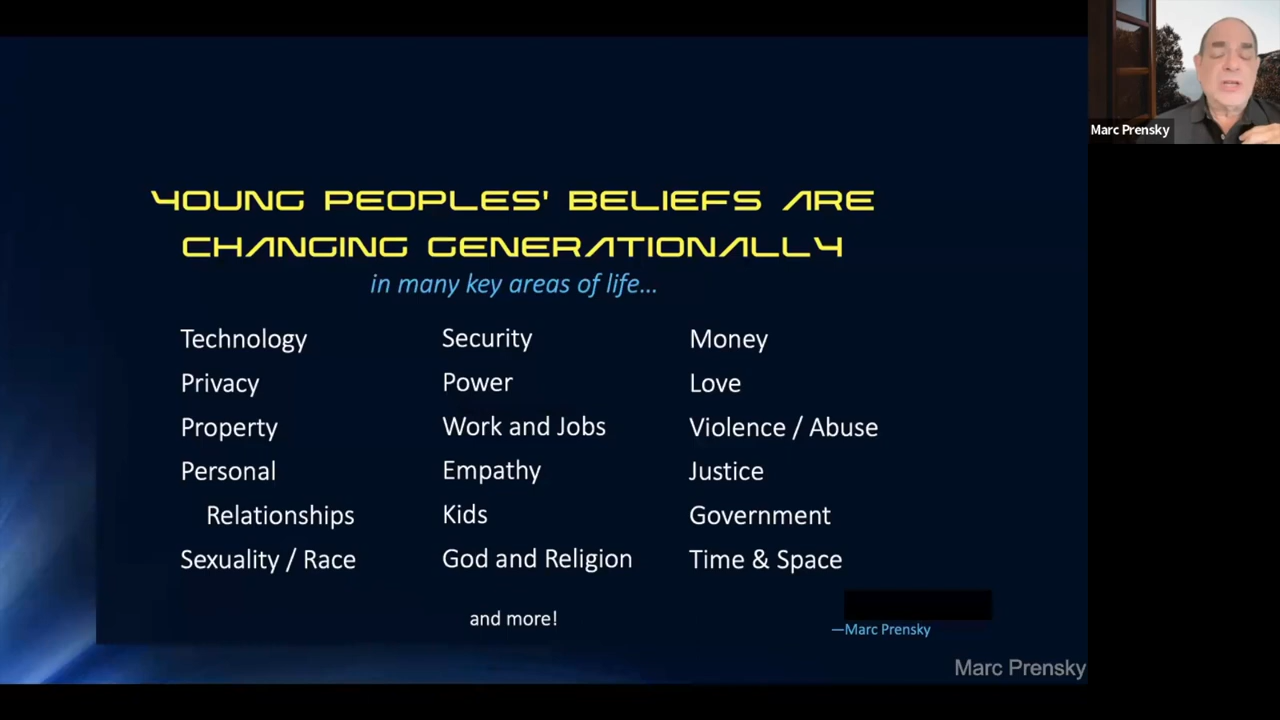 YOUNG PEOPLES' BELIEFS ARE
CHANGING GENERATIONALLY
in many key areas of life...
Technology
Privacy
Property
Personal
Relationships
Sexuality / Race
Security
Power
Work and Jobs
Empathy
Kids
God and Religion
Money
Love
Violence / Abuse
Justice
Government
Time & Space
and more!
—Marc Prensky
Marc Prensky
Marc Prensky